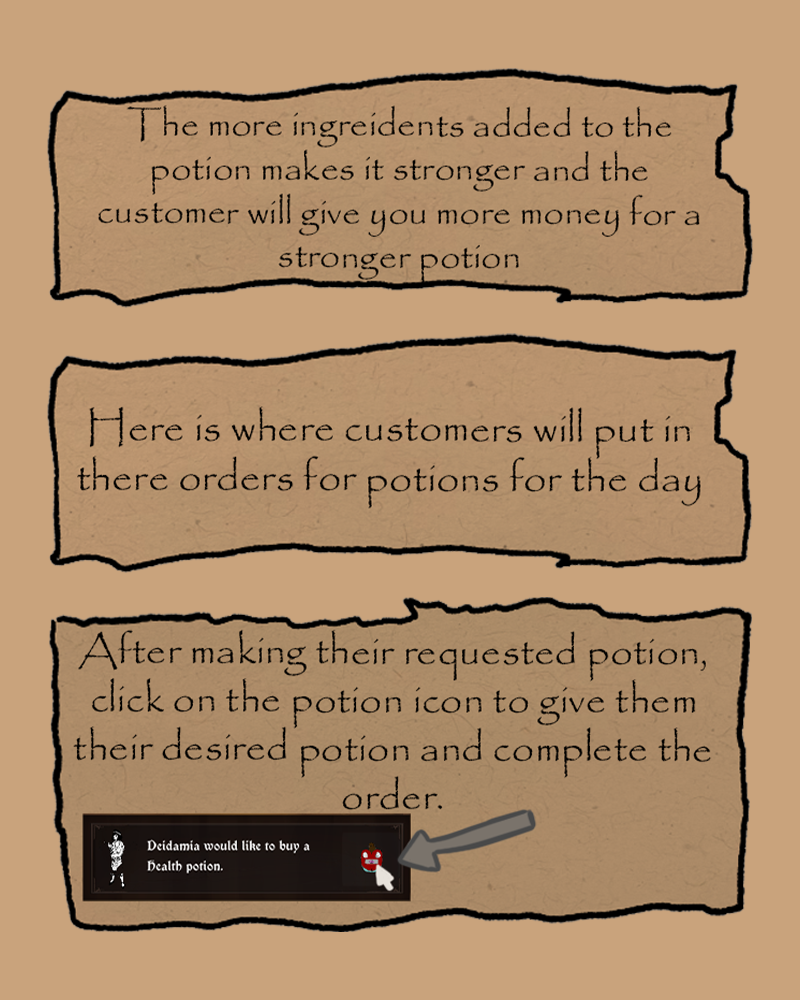 The more ingreidents added to the
potion makes it stronger and the
customer will give you more money for a
stronger potion
Here is where customers will put in
there orders for potions for the day
After making their requested potion,
click on the potion icon to give them
their desired potion and complete the
order.
Deidamia would like to buy a
Health potion.